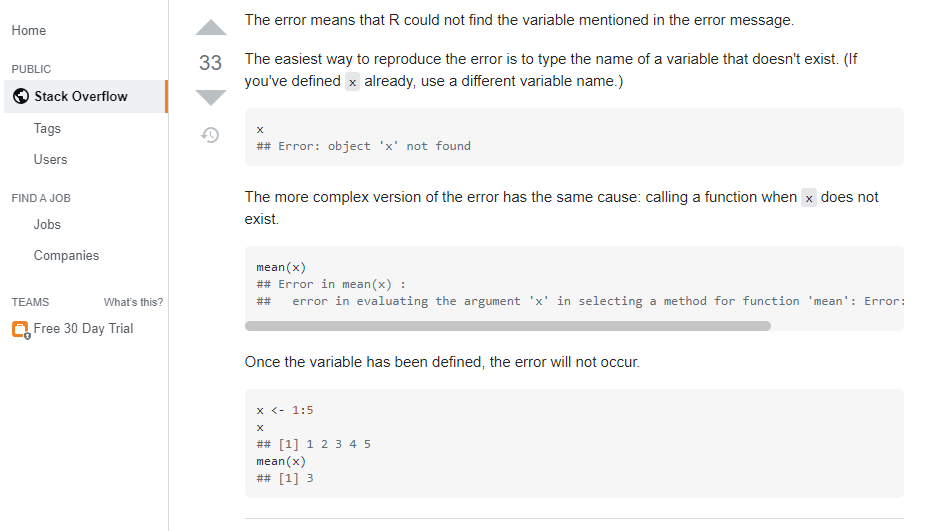 Home
PUBLIC
Stack Overflow
Tags
Users
FIND A JOB
Jobs
Companies
TEAMS What's this?
Free 30 Day Trial
33
The error means that R could not find the variable mentioned in the error message.
The easiest way to reproduce the error is to type the name of a variable that doesn't exist. (If
you've defined x already, use a different variable name.)
x
## Error: object 'x' not found
The more complex version of the error has the same cause: calling a function when x does not
exist.
mean(x)
## Error in mean(x) :
##   error in evaluating the argument 'x' in selecting a method for function 'mean': Error:
Once the variable has been defined, the error will not occur.
x <- 1:5
x
## [1] 1 2 3 4 5
mean(x)
## [1] 3